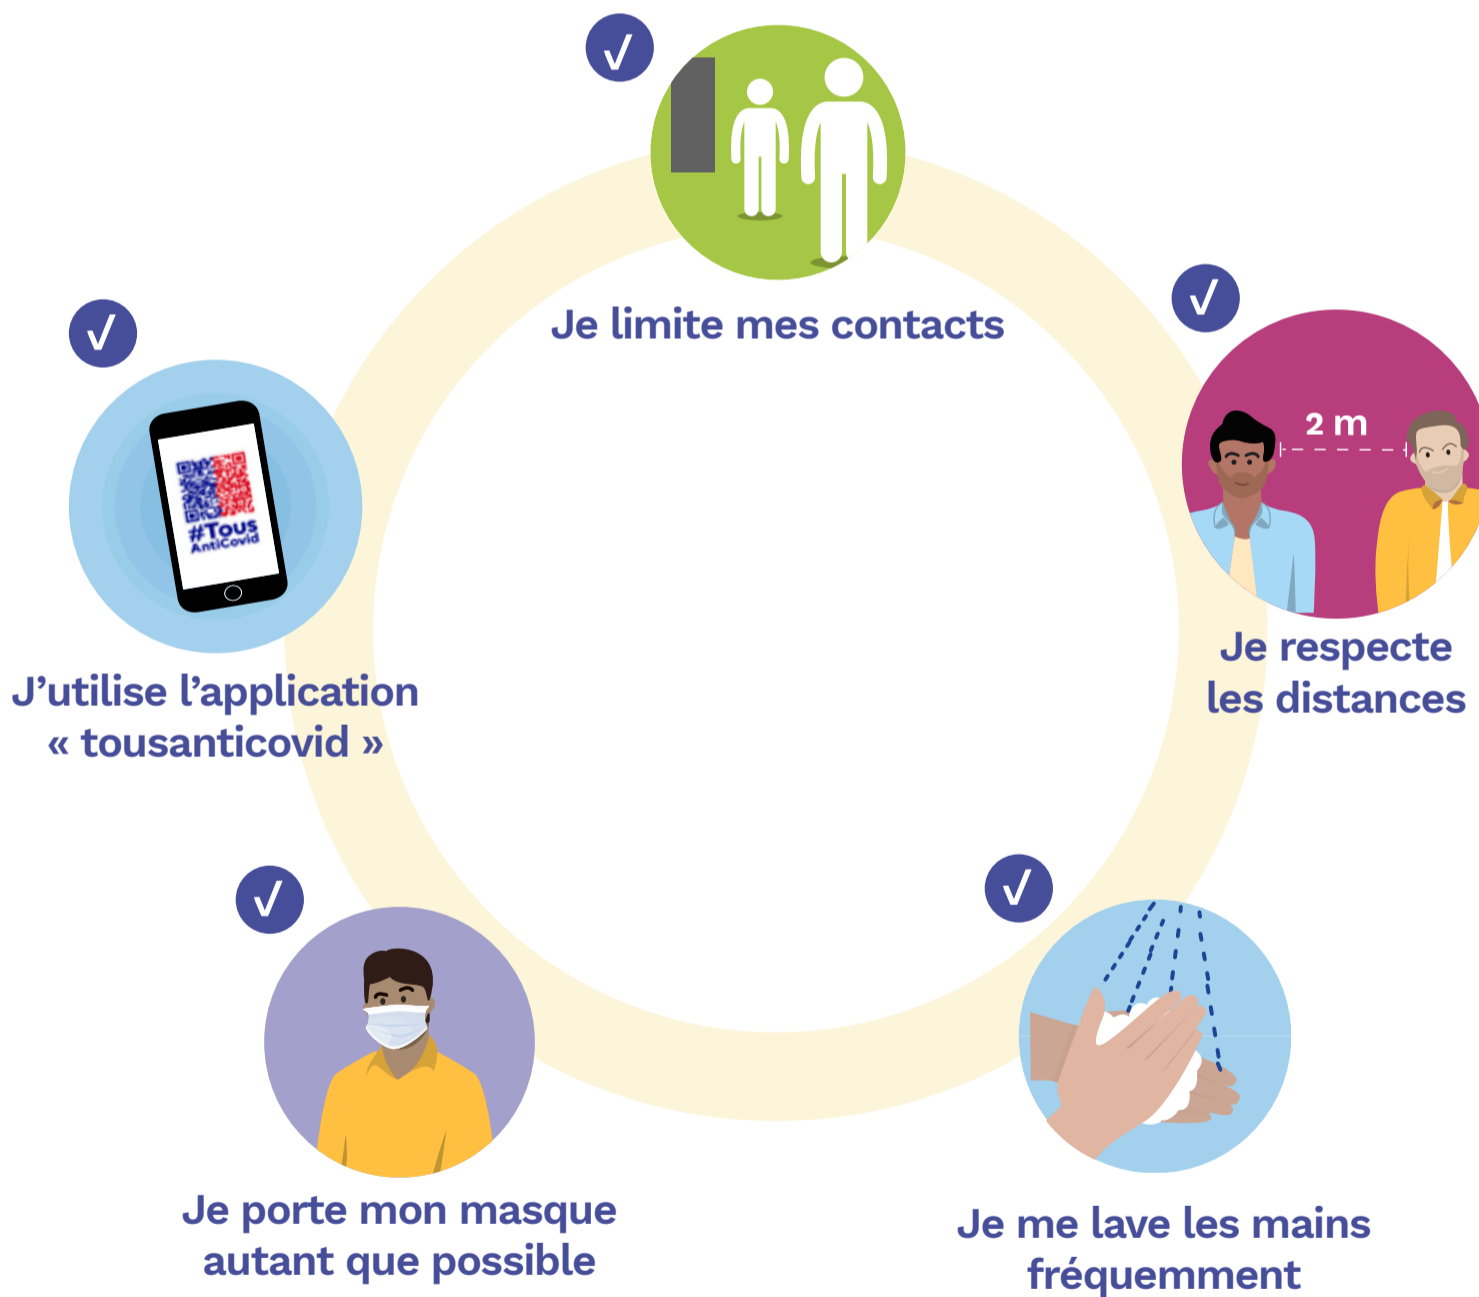 Je limite mes contacts
2 m
Je respecte
les distances
#Tous
AntiCovid
J’utilise l’application
« tousanticovid »
Je porte mon masque
autant que possible
Je me lave les mains
fréquemment